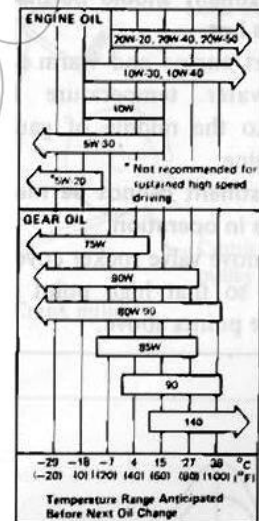 ENGINE OIL
20W-20, 20W-40, 20W-50
10W-30, 10W-40
10W
5W-30
*5W-20
* Not recommended for
sustained high speed
driving.
GEAR OIL
75W
80W
80W-90
85W
90
140
-29 -18 -7 4 15 27 38 °C
(-20) (0) (20) (40) (60) (80) (100) (°F)
Temperature Range Anticipated
Before Next Oil Change